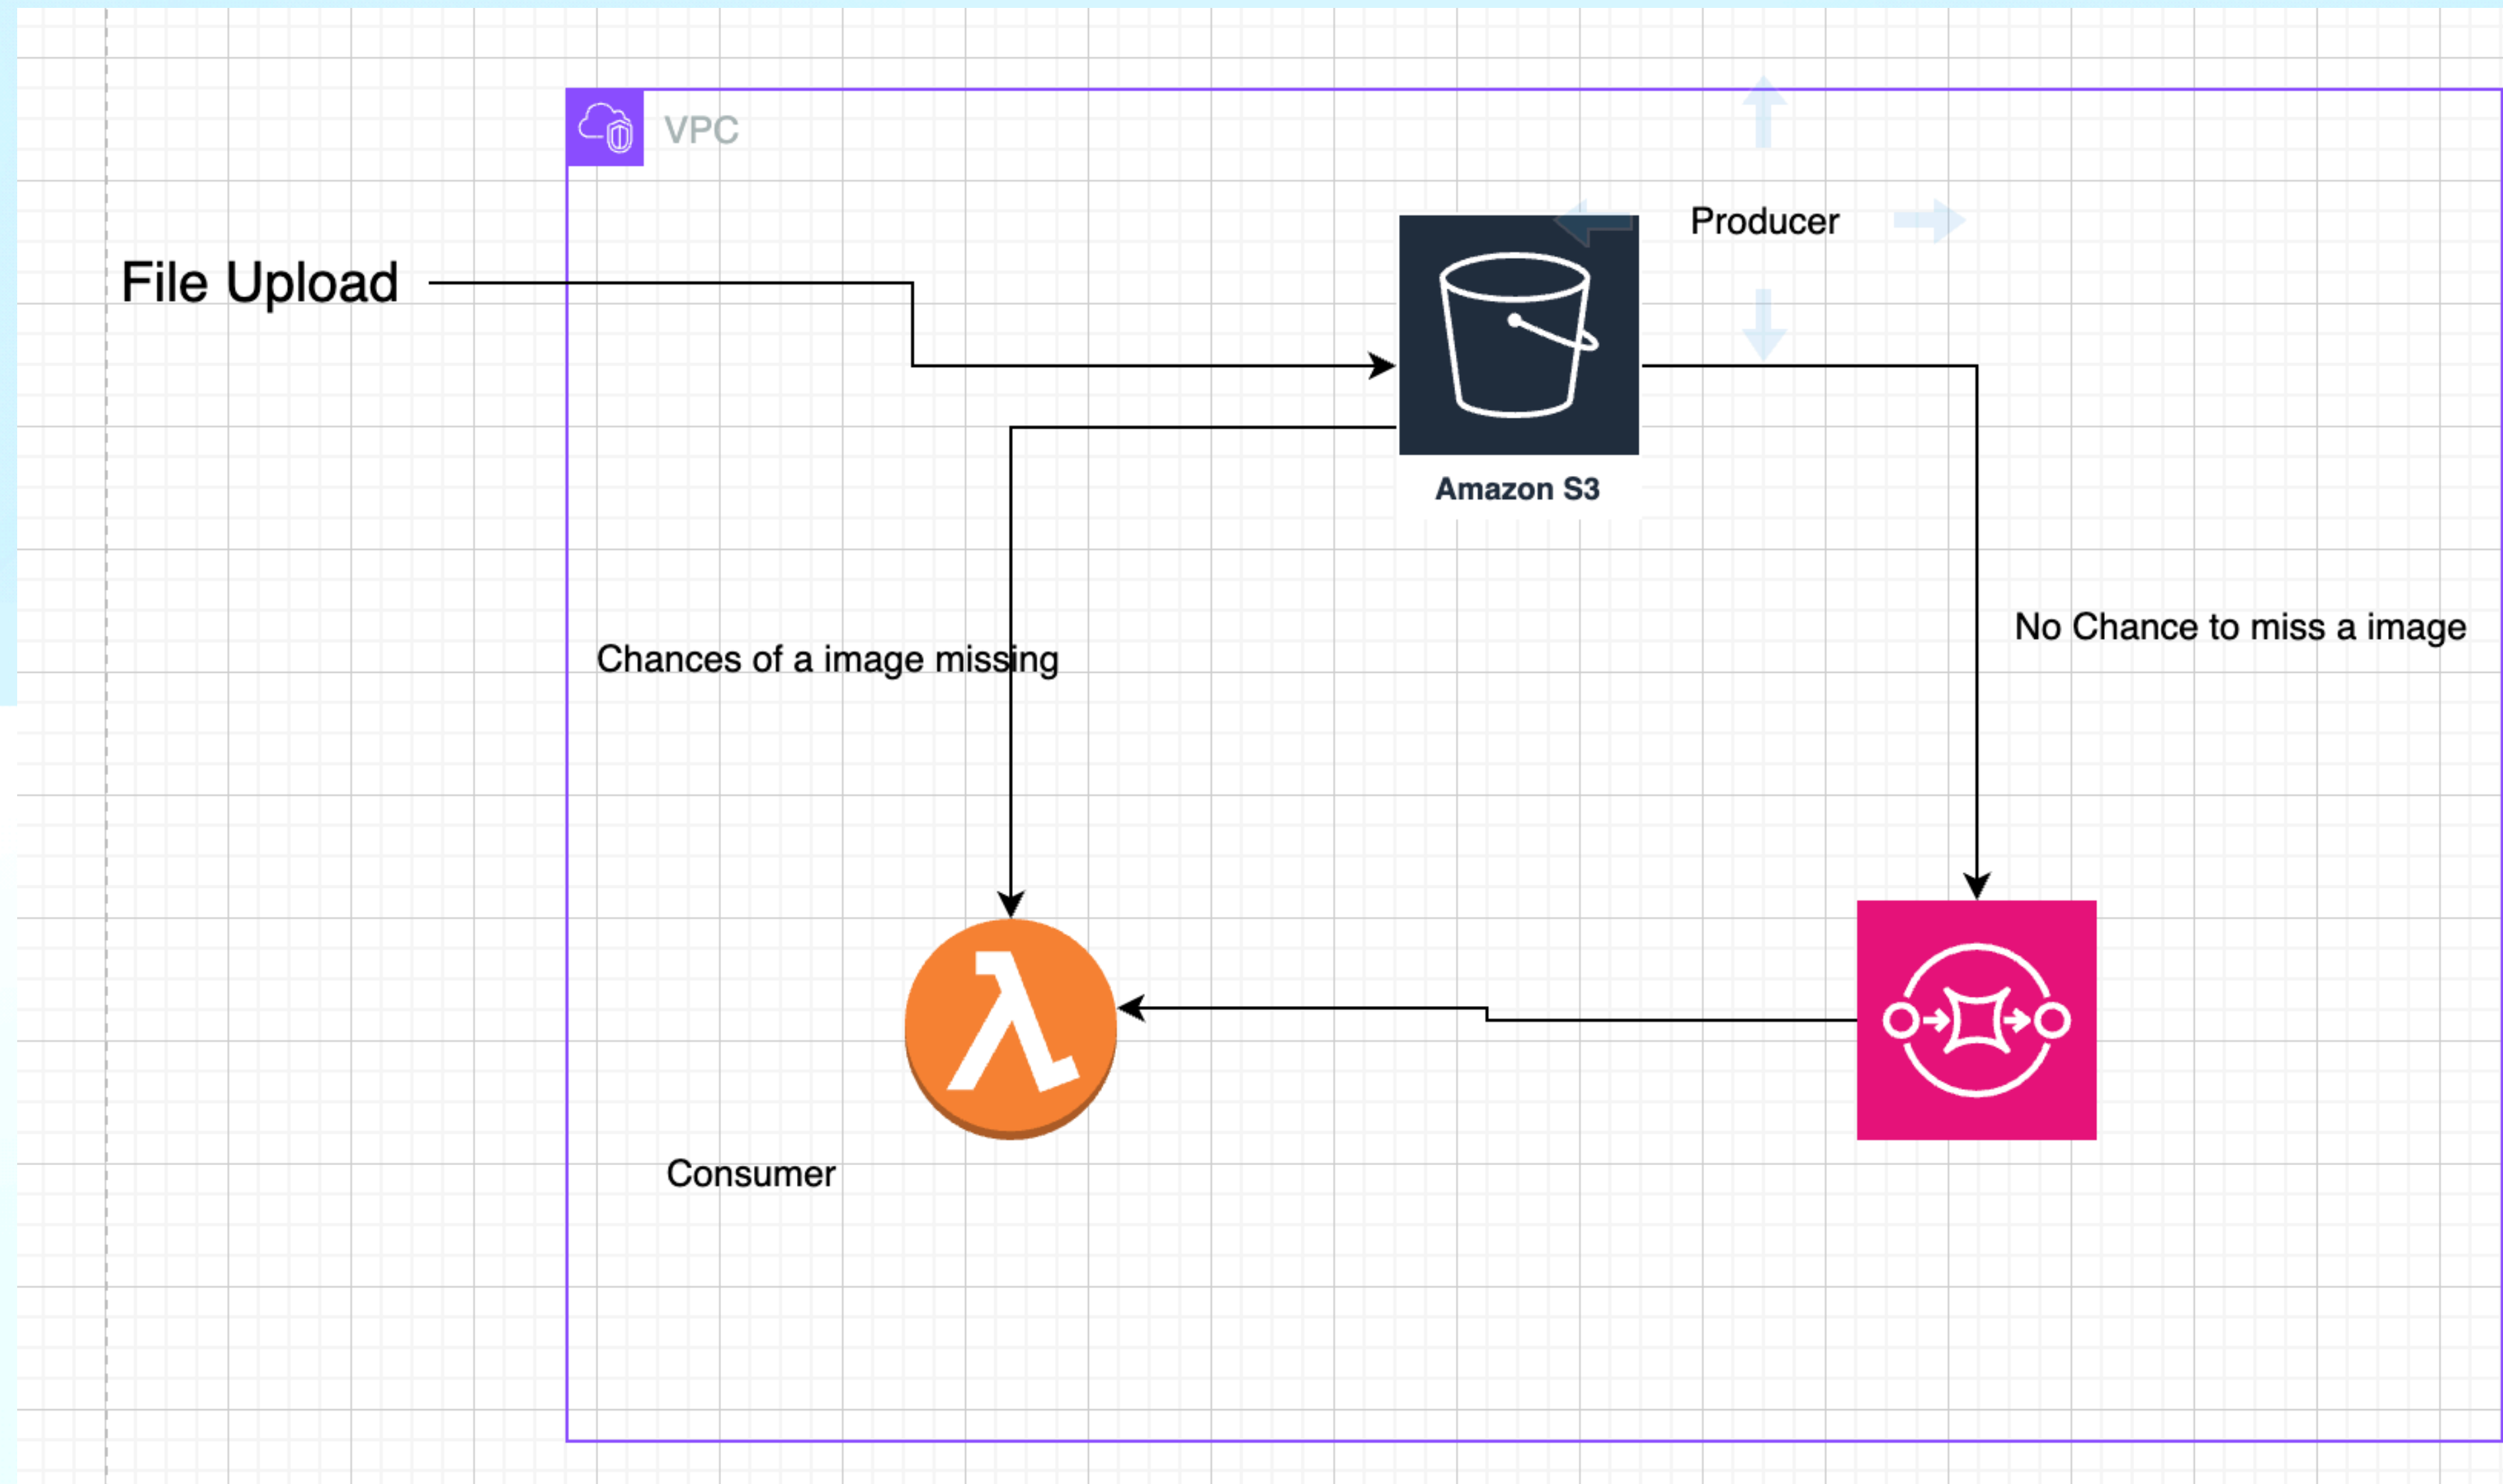 VPC
Producer
File Upload
Amazon S3
No Chance to miss a image
Chances of a image missing
Consumer